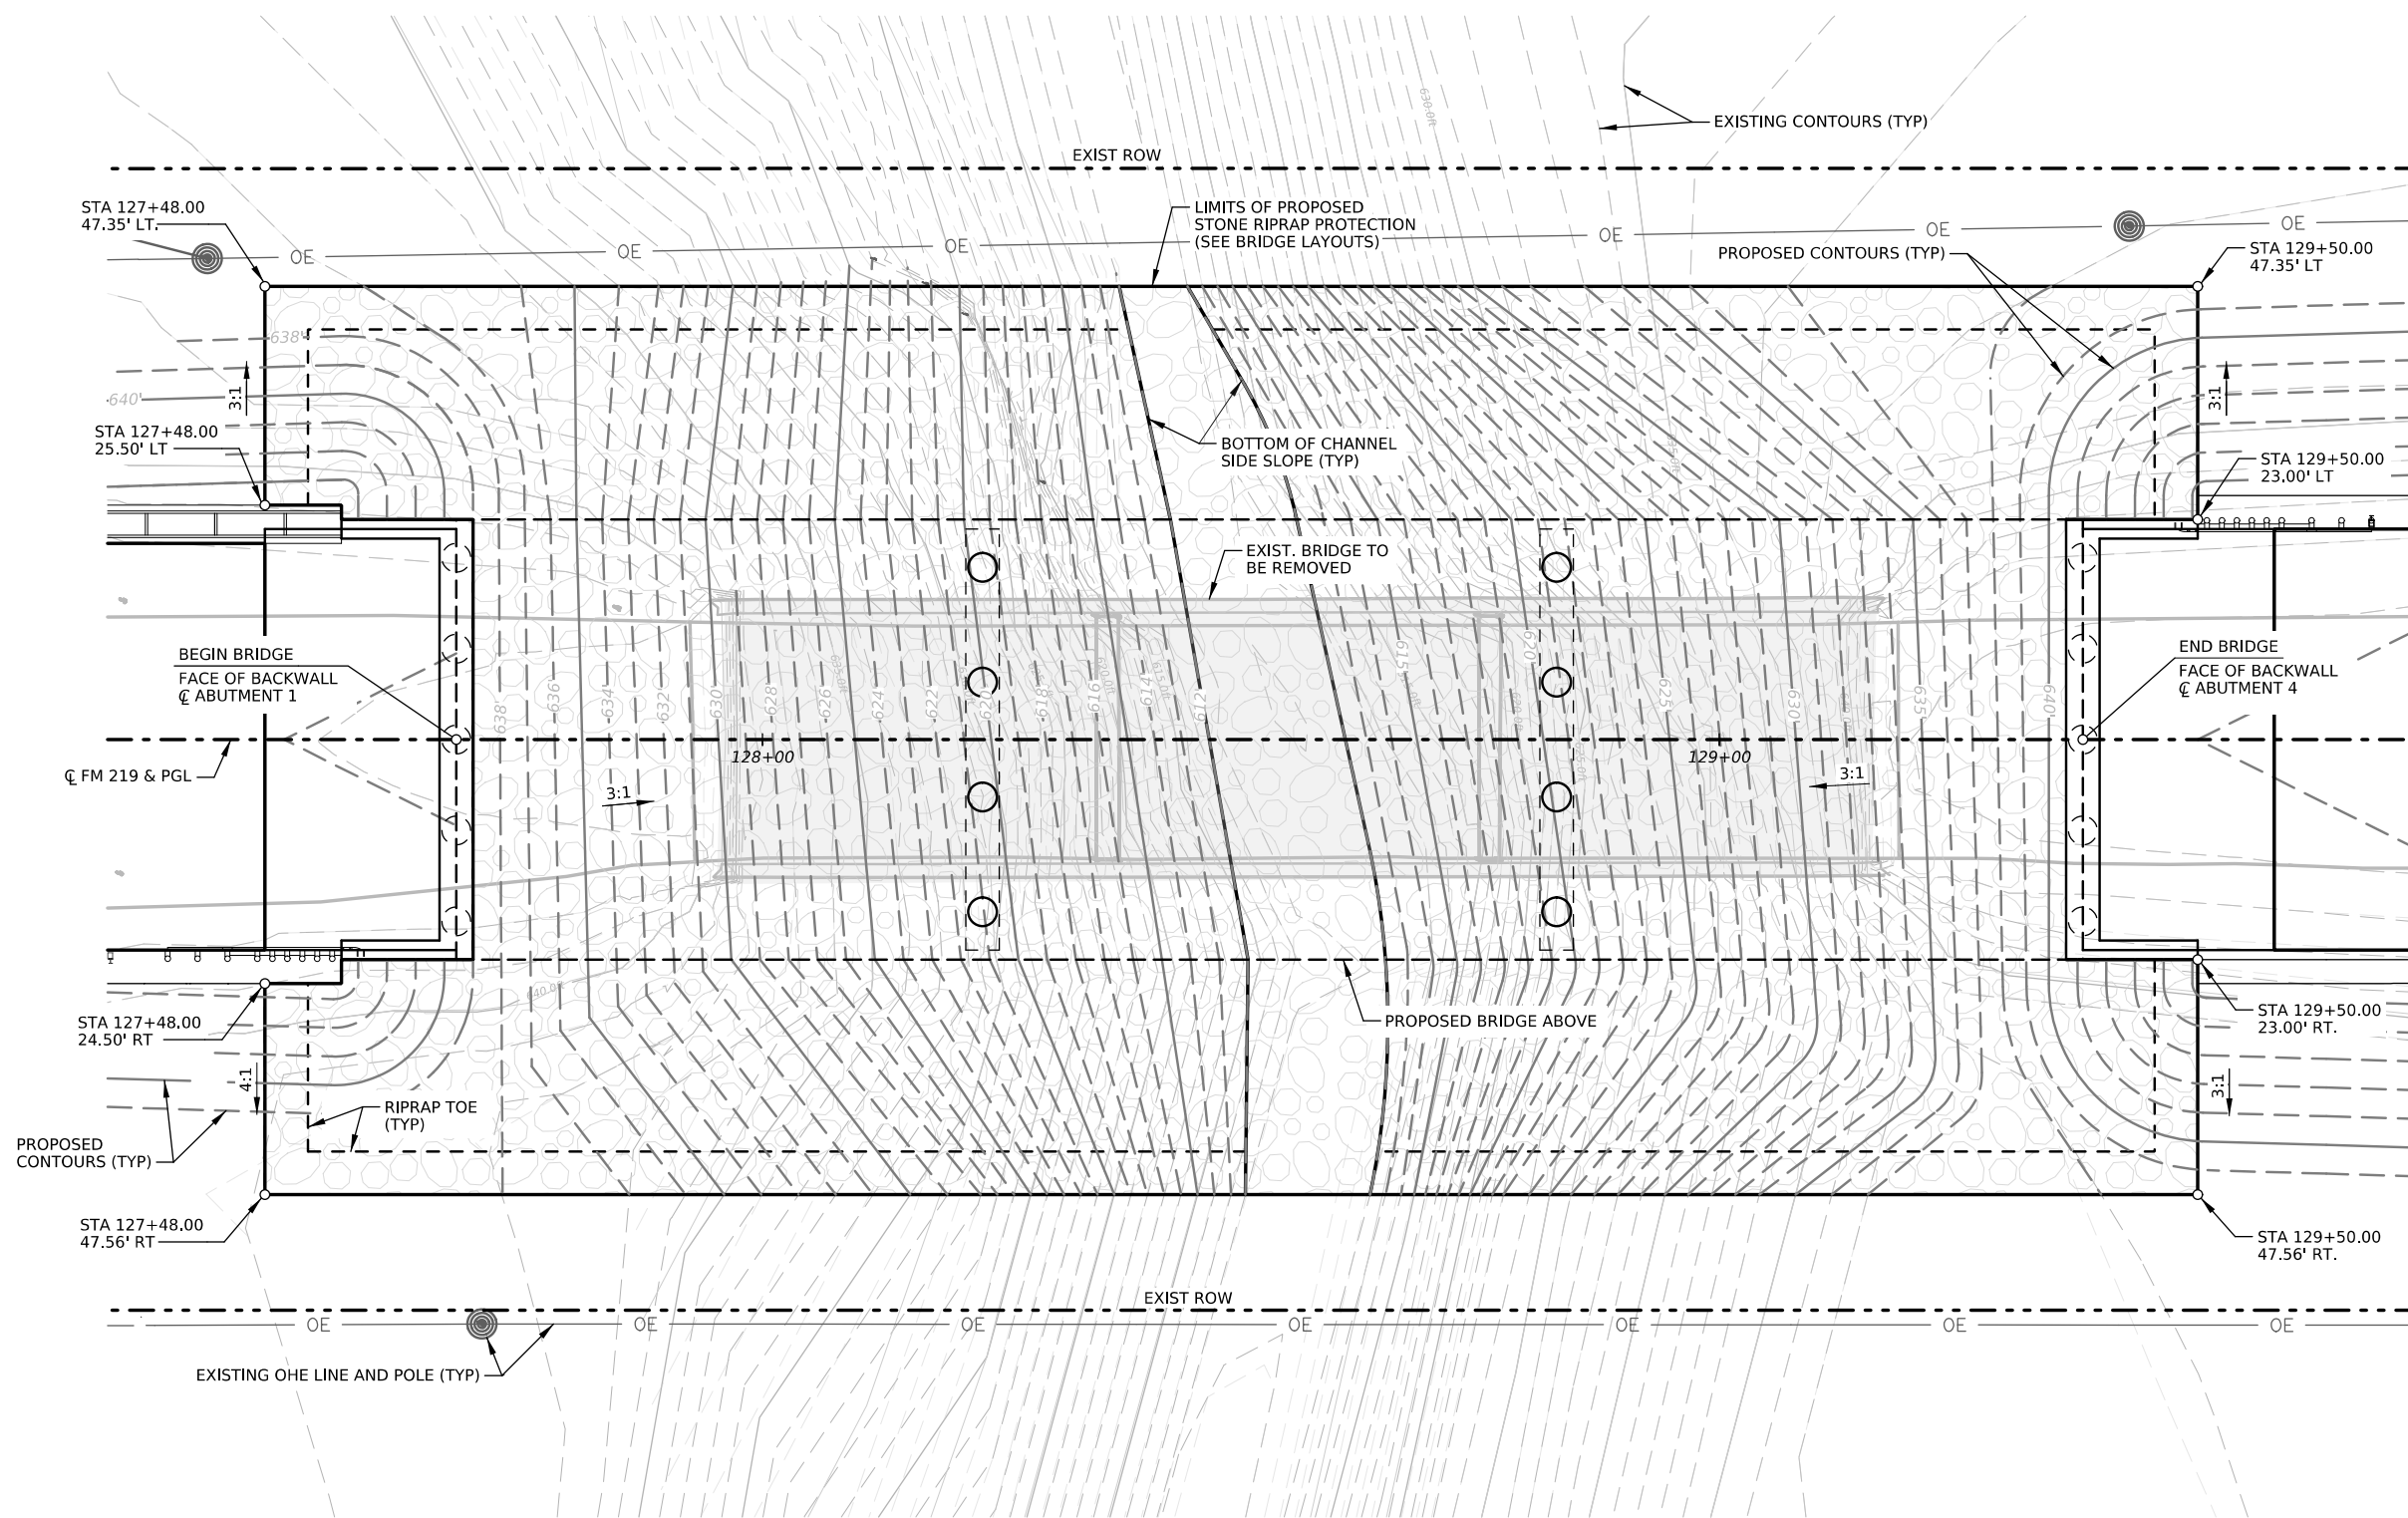 EXISTING CONTOURS (TYP)
630.0ft
EXIST ROW
STA 127+48.00
47.35' LT.
LIMITS OF PROPOSED
STONE RIPRAP PROTECTION
(SEE BRIDGE LAYOUTS)
OE
OE
OE
OE
OE
OE
PROPOSED CONTOURS (TYP)
STA 129+50.00
47.35' LT
638'
640'
3:1
3:1
STA 127+48.00
25.50' LT
BOTTOM OF CHANNEL
SIDE SLOPE (TYP)
STA 129+50.00
23.00' LT
EXIST. BRIDGE TO
BE REMOVED
BEGIN BRIDGE
FACE OF BACKWALL
℄ ABUTMENT 1
END BRIDGE
FACE OF BACKWALL
℄ ABUTMENT 4
638'
636'
634'
632'
630'
628'
626'
624'
622'
620'
618'
616'
614'
612'
615'
620'
625'
630'
635'
640'
128+00
129+00
℄ FM 219 & PGL
3:1
3:1
640.0ft
STA 127+48.00
24.50' RT
PROPOSED BRIDGE ABOVE
STA 129+50.00
23.00' RT.
4:1
3:1
RIPRAP TOE
(TYP)
PROPOSED
CONTOURS (TYP)
STA 127+48.00
47.56' RT
STA 129+50.00
47.56' RT.
EXIST ROW
OE
OE
OE
OE
OE
OE
OE
EXISTING OHE LINE AND POLE (TYP)